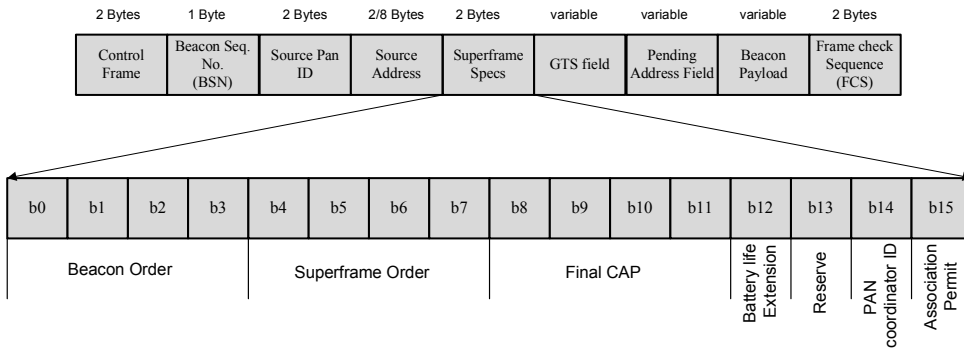 2 Bytes 1 Byte 2 Bytes 2/8 Bytes 2 Bytes variable variable variable 2 Bytes
Control Frame
Beacon Seq. No. (BSN)
Source Pan ID
Source Address
Superframe Specs
GTS field
Pending Address Field
Beacon Payload
Frame check Sequence (FCS)
b0 b1 b2 b3 b4 b5 b6 b7 b8 b9 b10 b11 b12 b13 b14 b15
Beacon Order
Superframe Order
Final CAP
Battery life Extension
Reserve
PAN coordinator ID
Association Permit